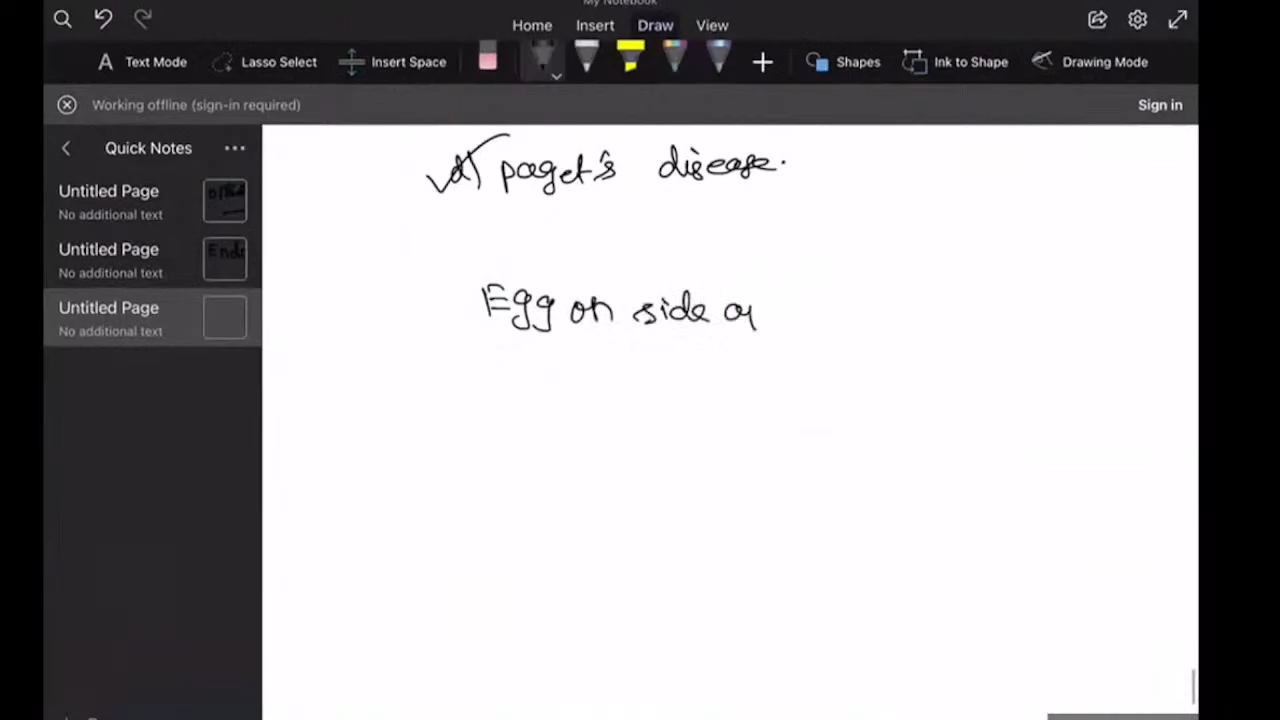 My Notebook
Home Insert Draw View
Text Mode Lasso Select Insert Space Shapes Ink to Shape Drawing Mode
Working offline (sign-in required) Sign in
Quick Notes
Untitled Page
No additional text
Untitled Page
No additional text
Untitled Page
No additional text
d) paget's disease.
Egg on side